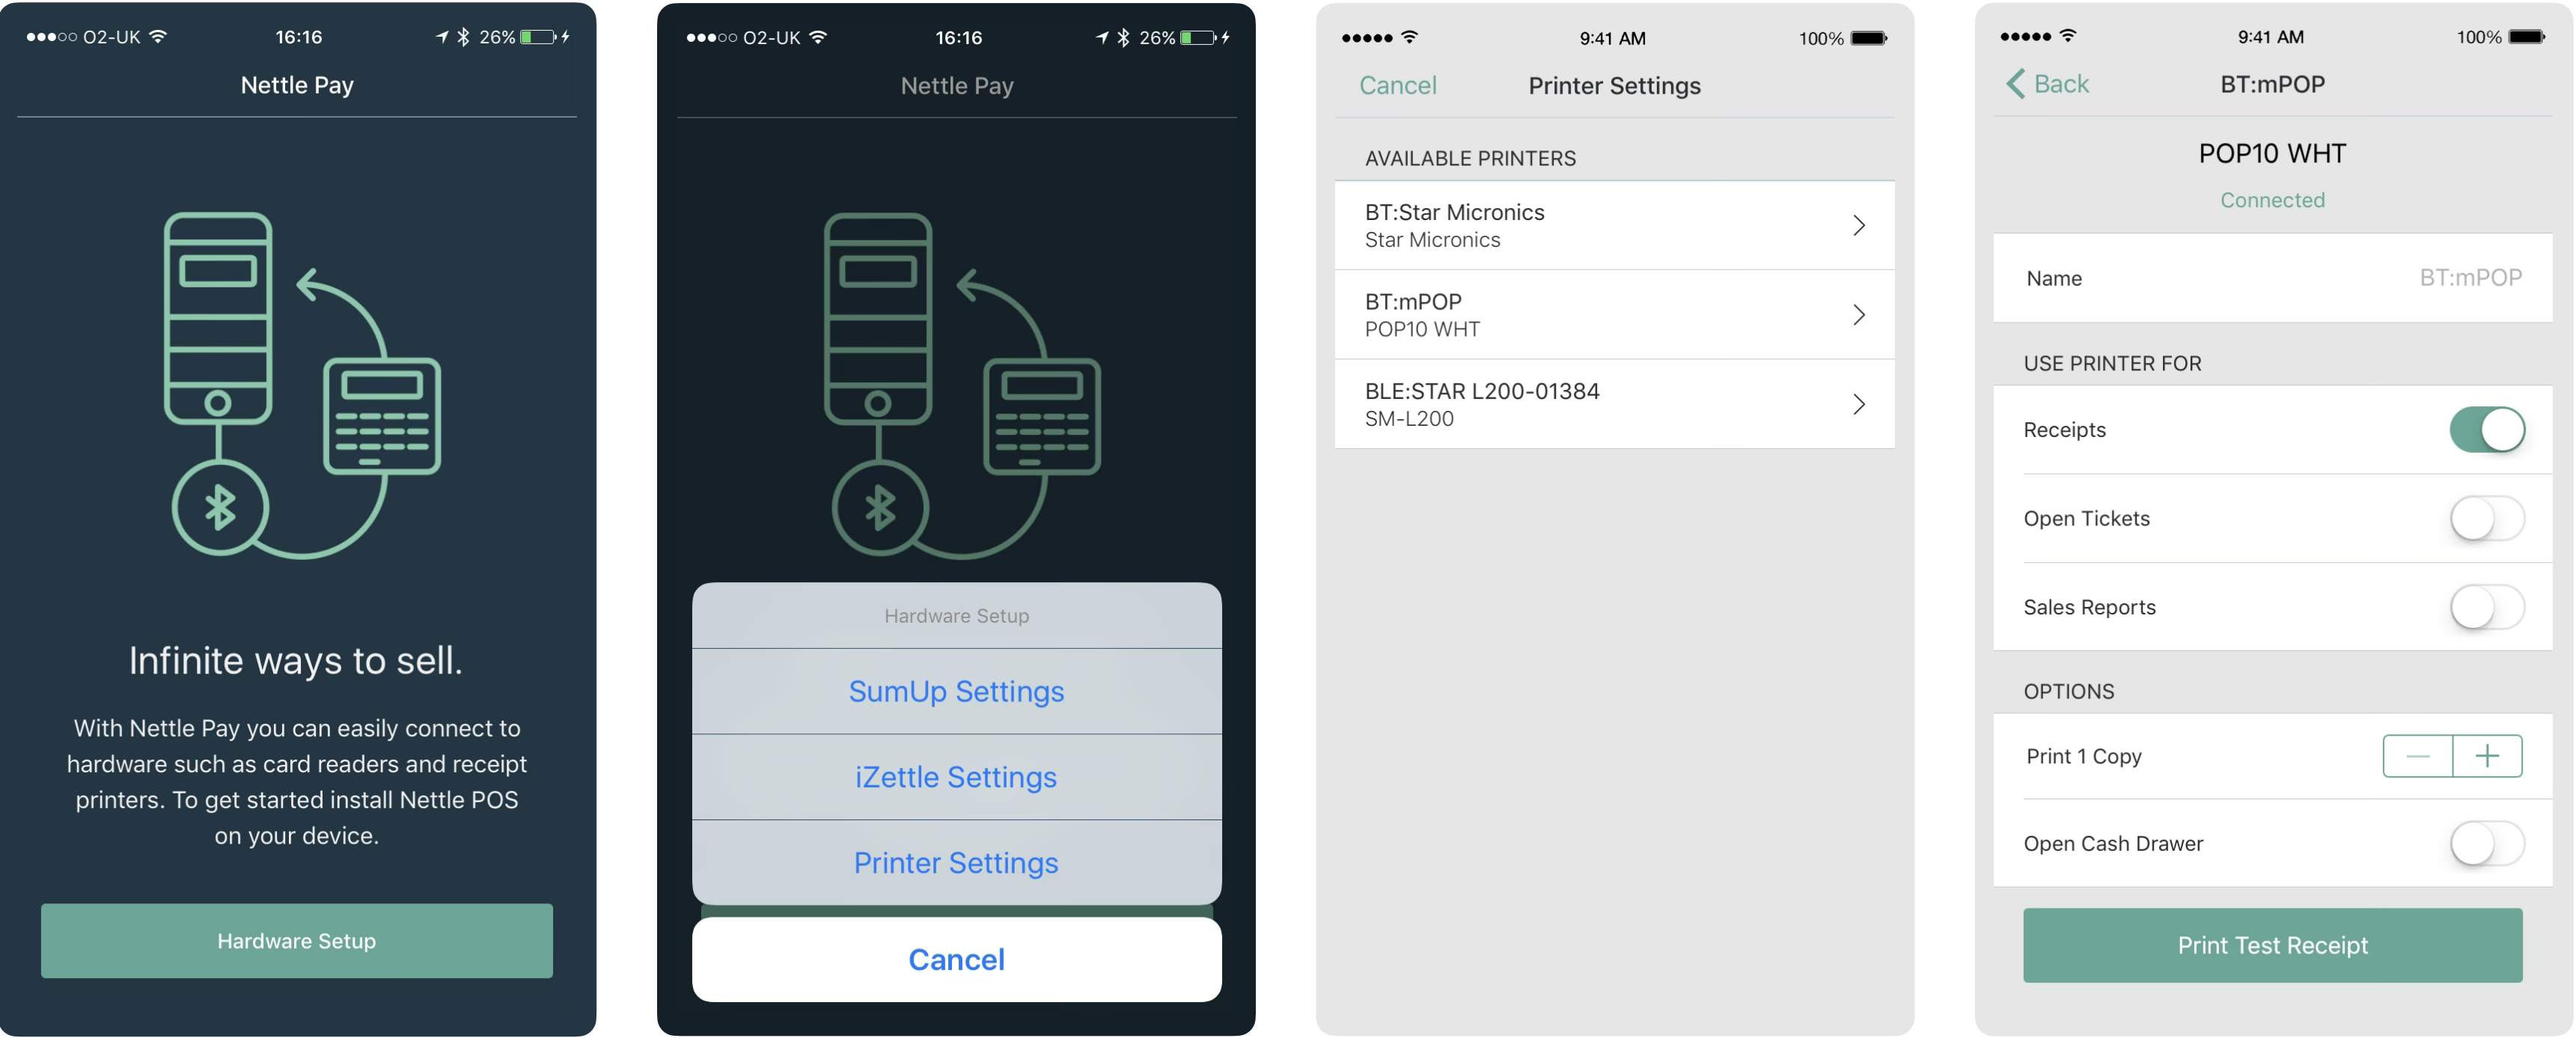 O2-UK 16:16 26%
Nettle Pay
Infinite ways to sell.
With Nettle Pay you can easily connect to
hardware such as card readers and receipt
printers. To get started install Nettle POS
on your device.
Hardware Setup
O2-UK 16:16 26%
Nettle Pay
Hardware Setup
SumUp Settings
iZettle Settings
Printer Settings
Cancel
9:41 AM 100%
Cancel Printer Settings
AVAILABLE PRINTERS
BT:Star Micronics
Star Micronics
BT:mPOP
POP10 WHT
BLE:STAR L200-01384
SM-L200
9:41 AM 100%
Back BT:mPOP
POP10 WHT
Connected
Name BT:mPOP
USE PRINTER FOR
Receipts
Open Tickets
Sales Reports
OPTIONS
Print 1 Copy
Open Cash Drawer
Print Test Receipt